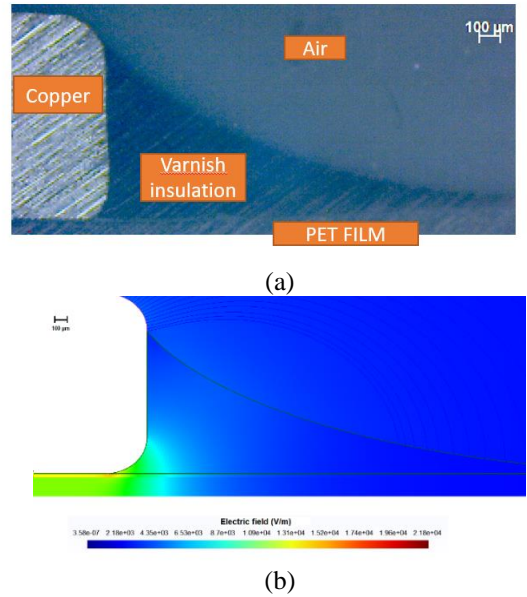 Air
100 µm
Copper
Varnish
insulation
PET FILM
(a)
100 µm
Electric field (V/m)
3.58e-07 2.18e+03 4.35e+03 6.53e+03 8.7e+03 1.09e+04 1.31e+04 1.52e+04 1.74e+04 1.96e+04 2.18e+04
(b)